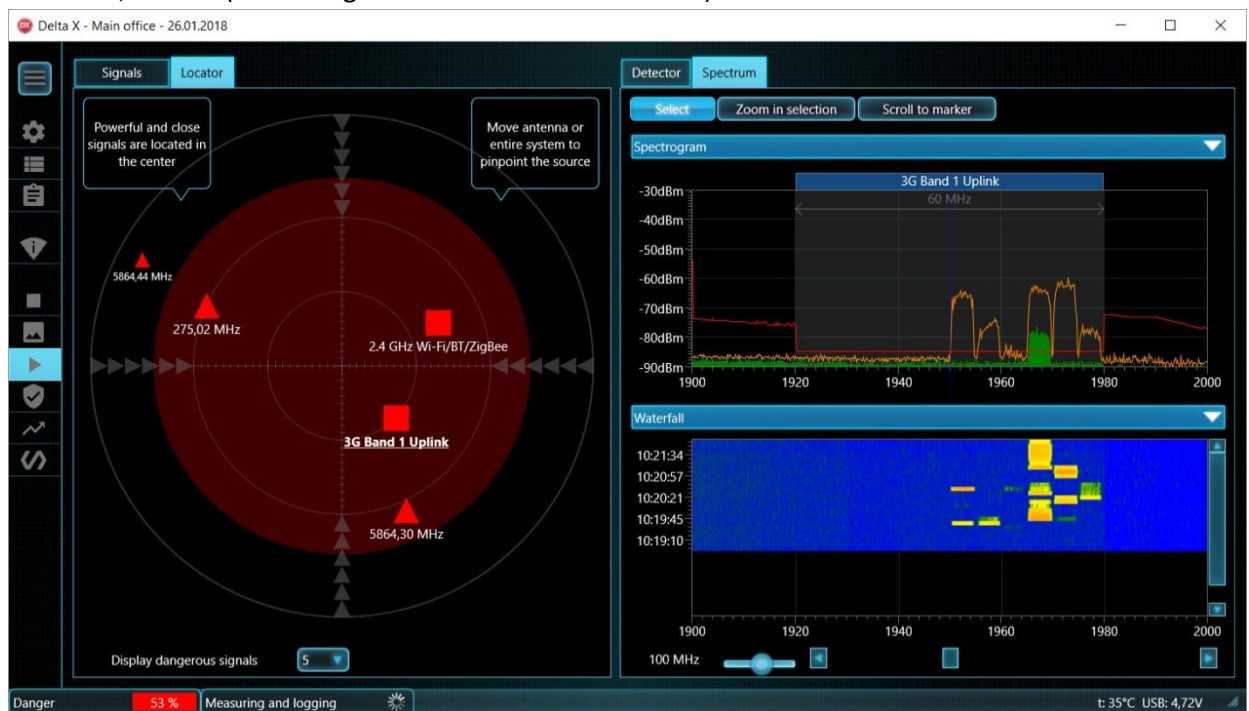 Delta X - Main office - 26.01.2018
Signals
Locator
Powerful and close
signals are located in
the center
Move antenna or
entire system to
pinpoint the source
5864,44 MHz
275,02 MHz
2.4 GHz Wi-Fi/BT/ZigBee
3G Band 1 Uplink
5864,30 MHz
Display dangerous signals
5
Detector
Spectrum
Select
Zoom in selection
Scroll to marker
Spectrogram
3G Band 1 Uplink
60 MHz
-30dBm
-40dBm
-50dBm
-60dBm
-70dBm
-80dBm
-90dBm
1900 1920 1940 1960 1980 2000
Waterfall
10:21:34
10:20:57
10:20:21
10:19:45
10:19:10
1900 1920 1940 1960 1980 2000
100 MHz
Danger
53 %
Measuring and logging
t: 35°C USB: 4,72V